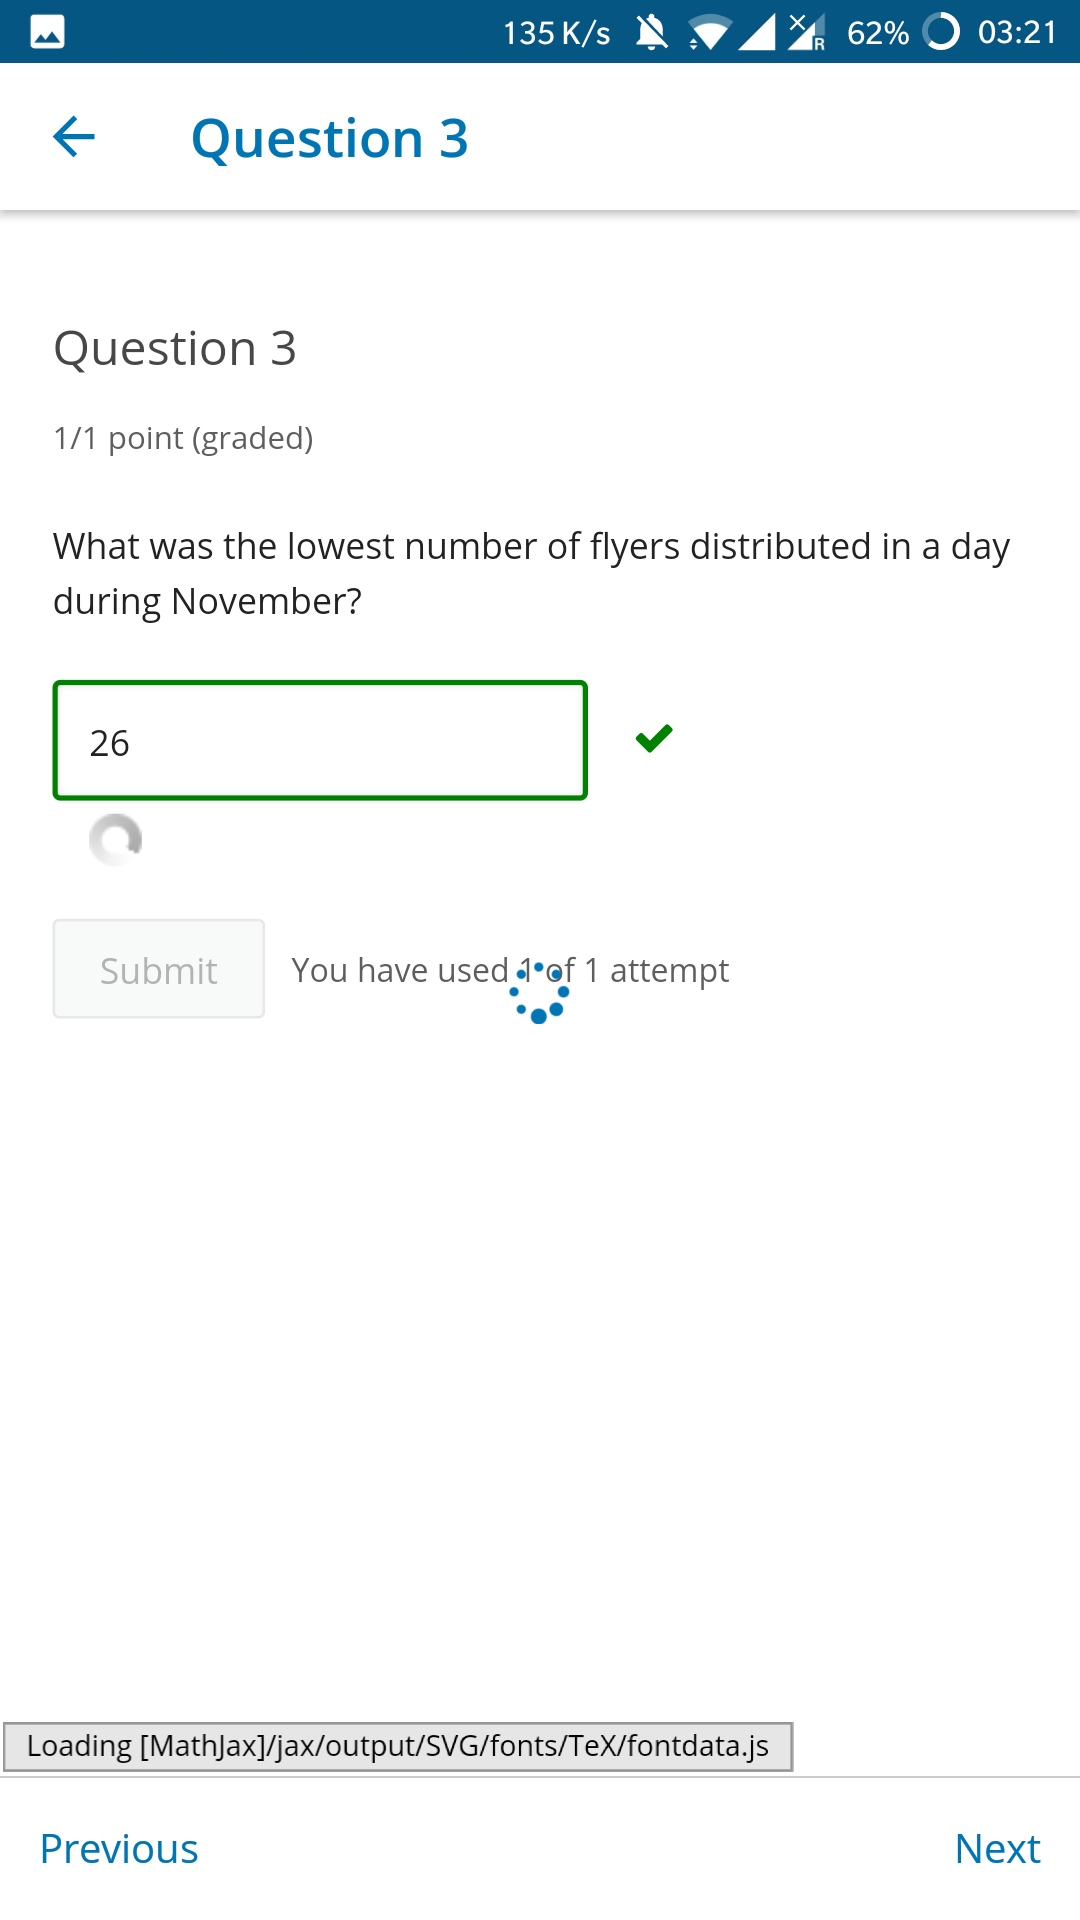 135 K/s R 62% 03:21
Question 3
Question 3
1/1 point (graded)
What was the lowest number of flyers distributed in a day
during November?
26
Submit You have used 1 of 1 attempt
Loading [MathJax]/jax/output/SVG/fonts/TeX/fontdata.js
Previous Next